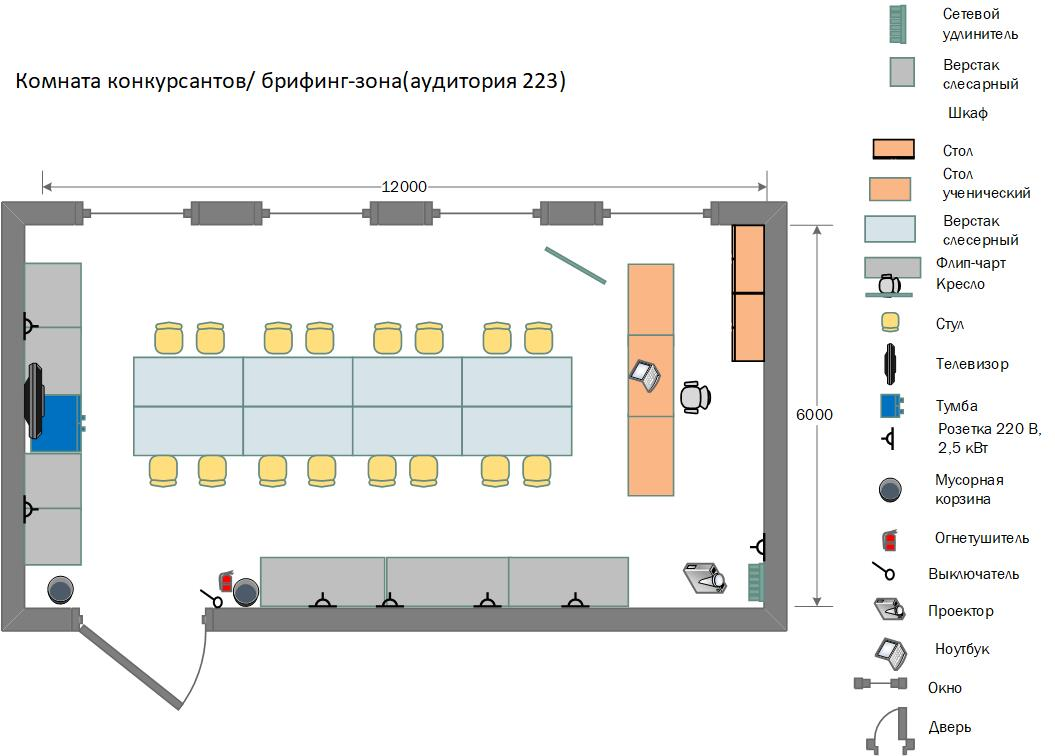 Комната конкурсантов/ брифинг-зона(аудитория 223)
12000
6000
Сетевой
удлинитель
Верстак
слесарный
Шкаф
Стол
Стол
ученический
Верстак
слесерный
Флип-чарт
Кресло
Стул
Телевизор
Тумба
Розетка 220 В,
2,5 кВт
Мусорная
корзина
Огнетушитель
Выключатель
Проектор
Ноутбук
Окно
Дверь